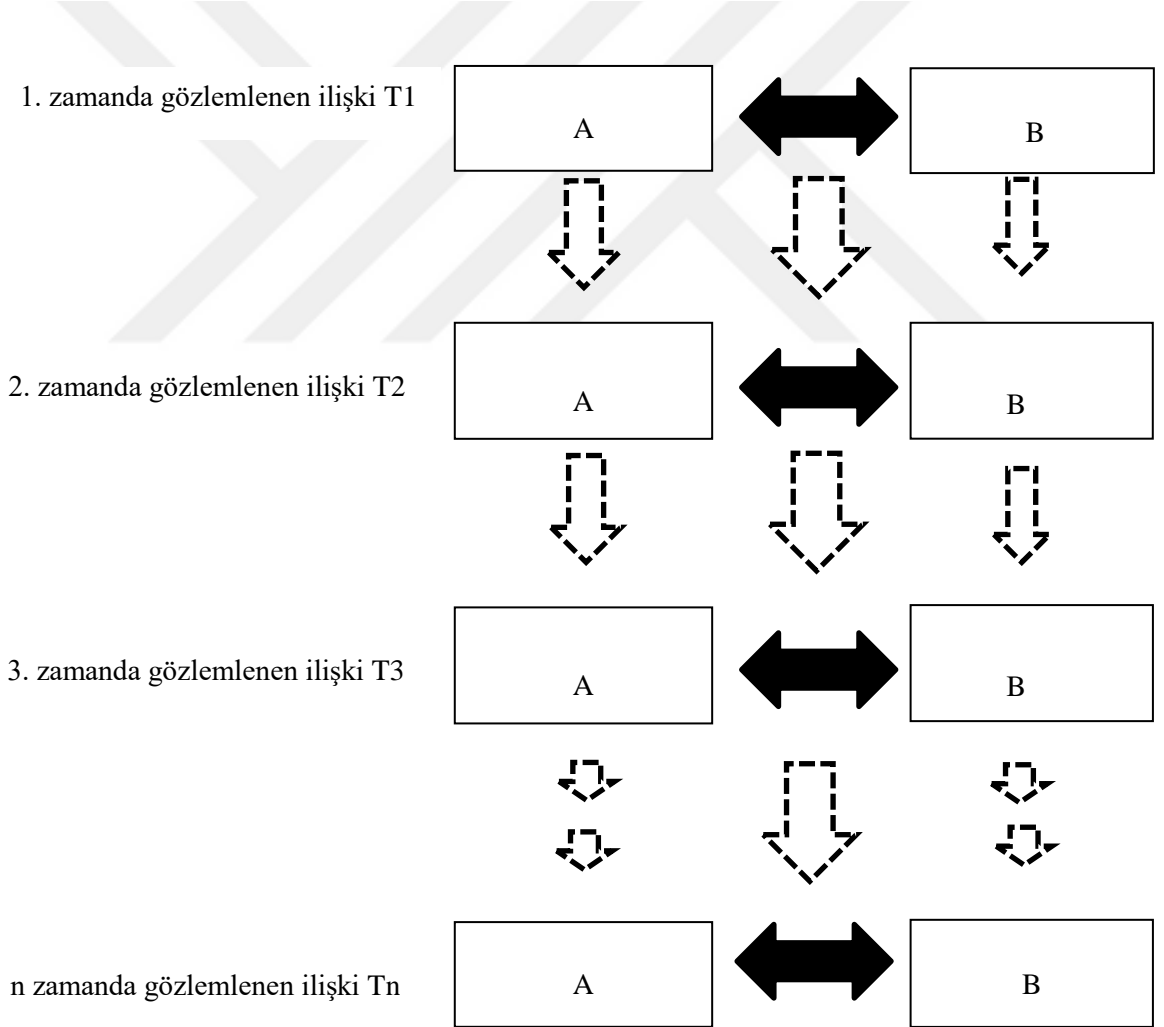 1. zamanda gözlemlenen ilişki T1
A
B
2. zamanda gözlemlenen ilişki T2
A
B
3. zamanda gözlemlenen ilişki T3
A
B
n zamanda gözlemlenen ilişki Tn
A
B